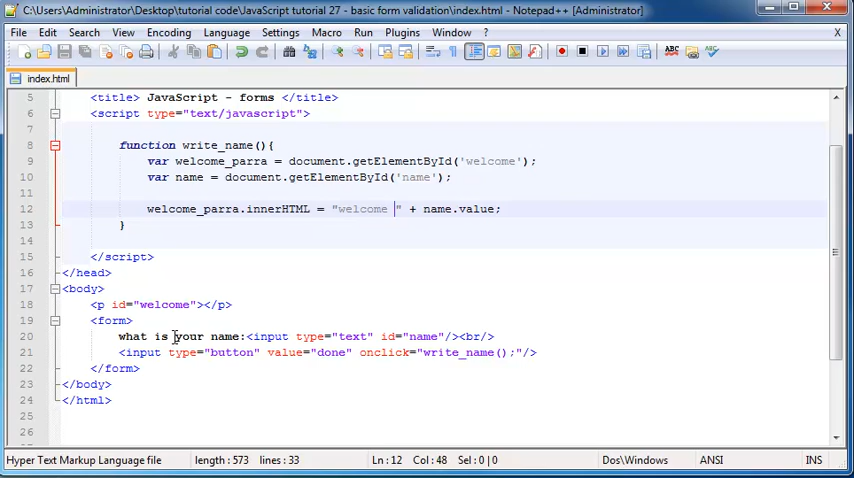 C:\Users\Administrator\Desktop\tutorial code\JavaScript tutorial 27 - basic form validation\index.html - Notepad++ [Administrator]
File Edit Search View Encoding Language Settings Macro Run Plugins Window ? X
index.html
5 <title> JavaScript - forms </title>
6 <script type="text/javascript">
7
8 function write_name(){
9 var welcome_parra = document.getElementById('welcome');
10 var name = document.getElementById('name');
11
12 welcome_parra.innerHTML = "welcome " + name.value;
13 }
14
15 </script>
16 </head>
17 <body>
18 <p id="welcome"></p>
19 <form>
20 what is your name:<input type="text" id="name"/><br/>
21 <input type="button" value="done" onclick="write_name();"/>
22 </form>
23 </body>
24 </html>
25
26
Hyper Text Markup Language file length : 573 lines : 33 Ln : 12 Col : 48 Sel : 0 | 0 Dos\Windows ANSI INS